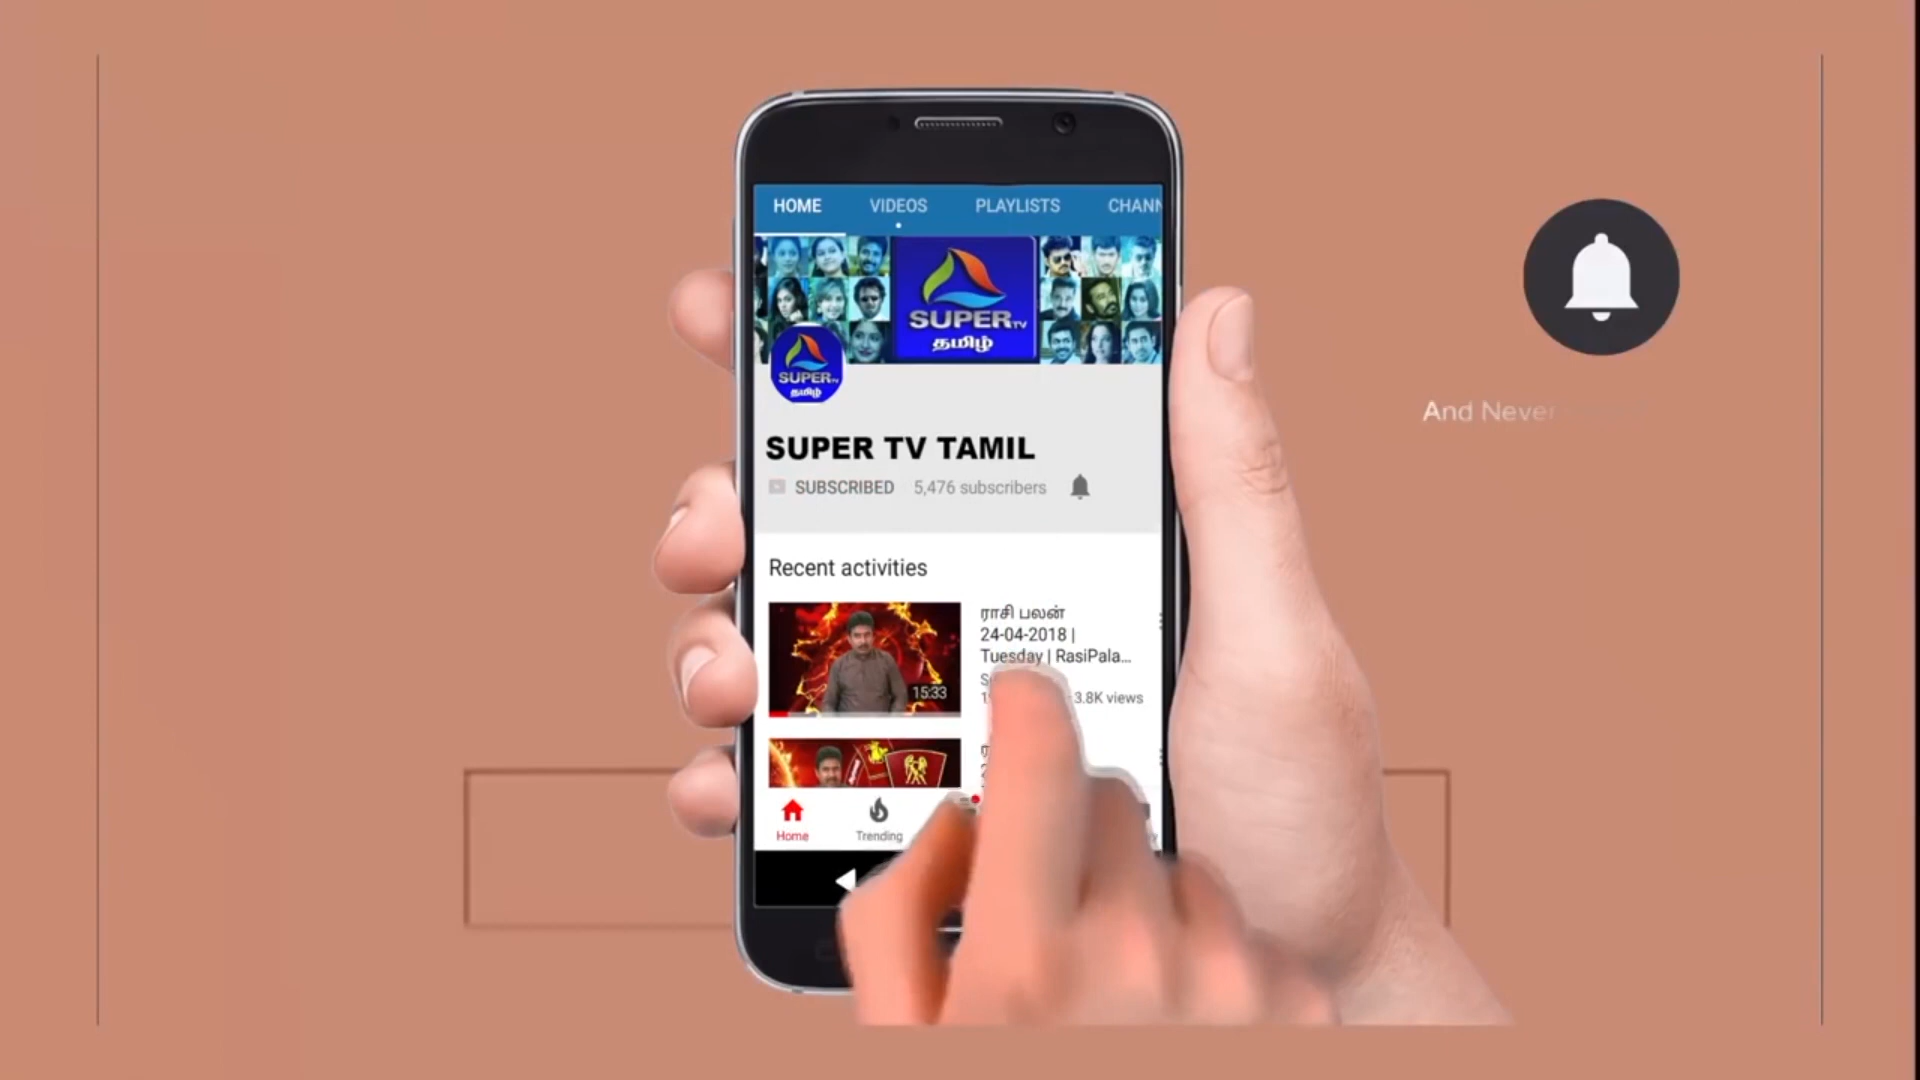 HOME VIDEOS PLAYLISTS CHANN
SUPER TV
தமிழ்
SUPER TV
தமிழ்
And Never
SUPER TV TAMIL
SUBSCRIBED 5,476 subscribers
Recent activities
ராசி பலன்
24-04-2018 |
Tuesday | RasiPala...
15:33
3.8K views
Home Trending